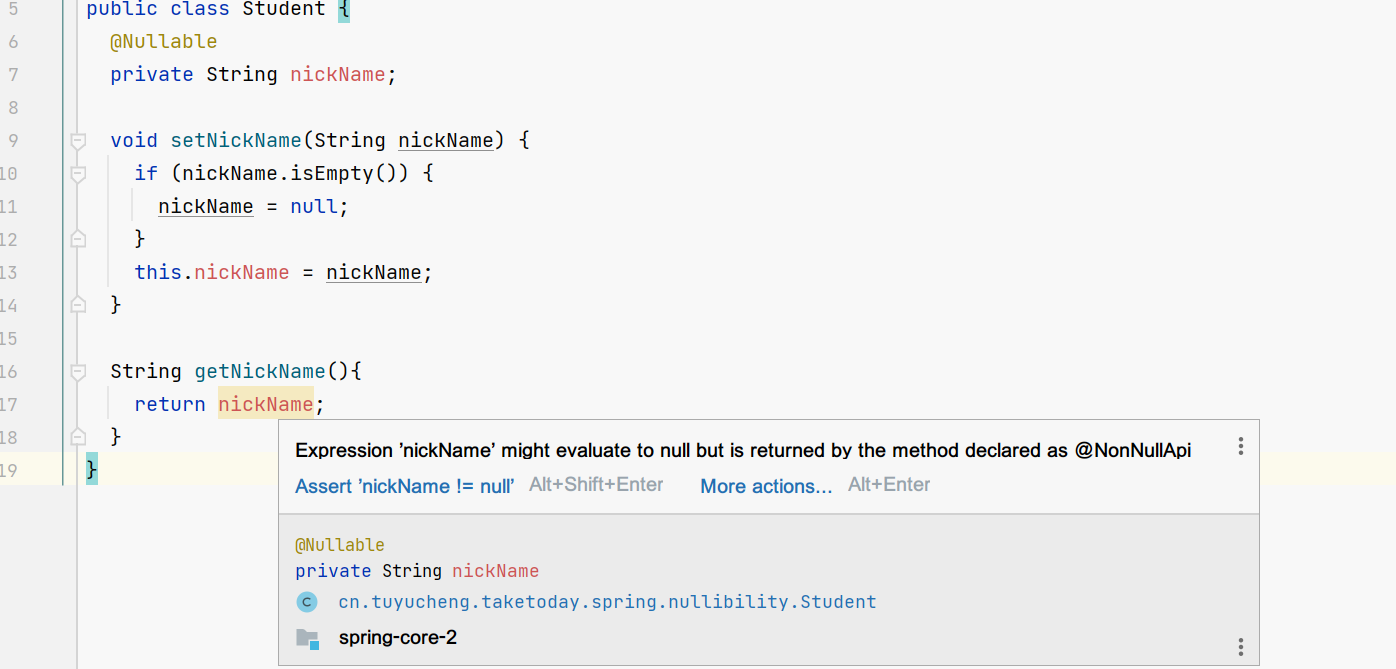 5 public class Student {
6 @Nullable
7 private String nickName;
8
9 void setNickName(String nickName) {
10 if (nickName.isEmpty()) {
11 nickName = null;
12 }
13 this.nickName = nickName;
14 }
15
16 String getNickName(){
17 return nickName;
18 }
19 }
Expression 'nickName' might evaluate to null but is returned by the method declared as @NonNullApi
Assert 'nickName != null' Alt+Shift+Enter More actions... Alt+Enter
@Nullable
private String nickName
C cn.tuyucheng.taketoday.spring.nullibility.Student
spring-core-2